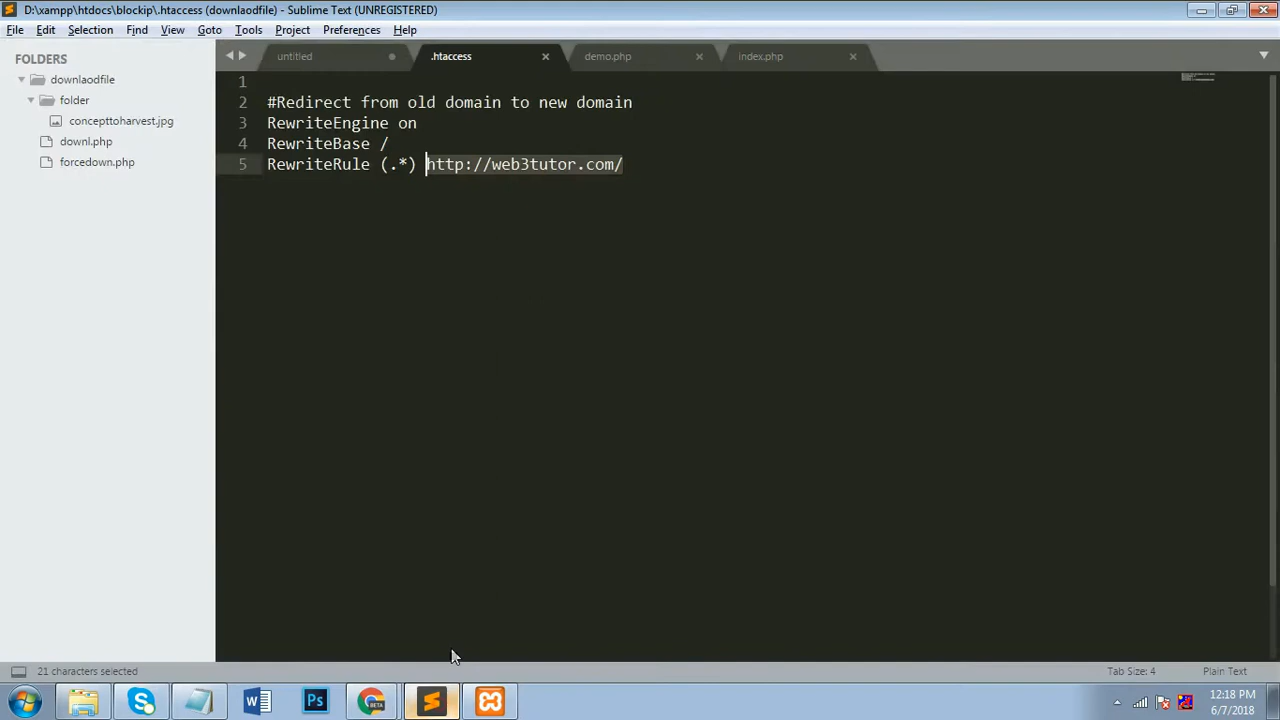 D:\xampp\htdocs\blockip\.htaccess (downlaodfile) - Sublime Text (UNREGISTERED)
File Edit Selection Find View Goto Tools Project Preferences Help
FOLDERS
downlaodfile
folder
concepttoharvest.jpg
downl.php
forcedown.php
untitled
.htaccess
demo.php
index.php
1
2 #Redirect from old domain to new domain
3 RewriteEngine on
4 RewriteBase /
5 RewriteRule (.*) http://web3tutor.com/
21 characters selected
Tab Size: 4
Plain Text
W
Ps
BETA
12:18 PM
6/7/2018